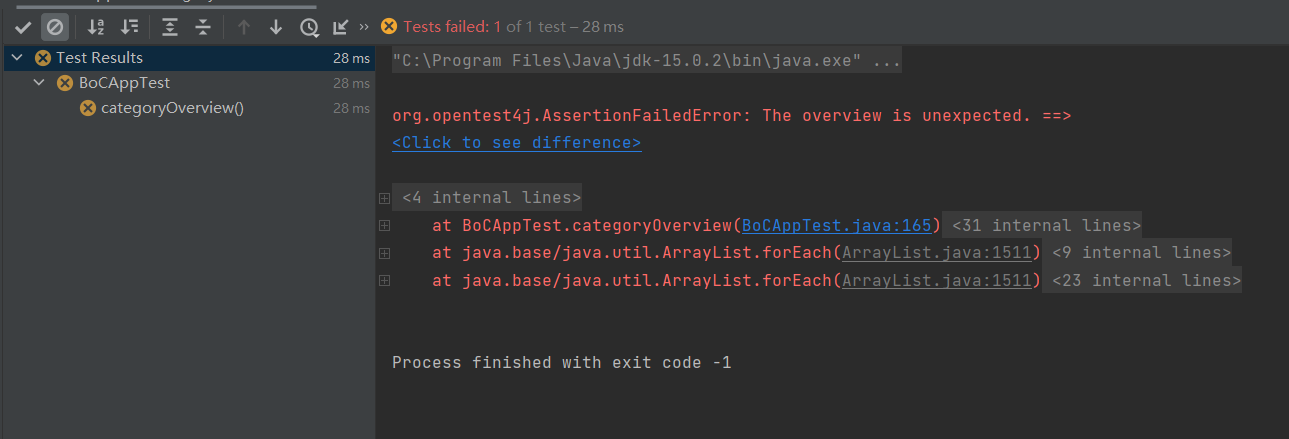 Tests failed: 1 of 1 test – 28 ms
Test Results 28 ms
BoCAppTest 28 ms
categoryOverview() 28 ms
"C:\Program Files\Java\jdk-15.0.2\bin\java.exe" ...
org.opentest4j.AssertionFailedError: The overview is unexpected. ==>
<Click to see difference>
<4 internal lines>
at BoCAppTest.categoryOverview(BoCAppTest.java:165) <31 internal lines>
at java.base/java.util.ArrayList.forEach(ArrayList.java:1511) <9 internal lines>
at java.base/java.util.ArrayList.forEach(ArrayList.java:1511) <23 internal lines>
Process finished with exit code -1